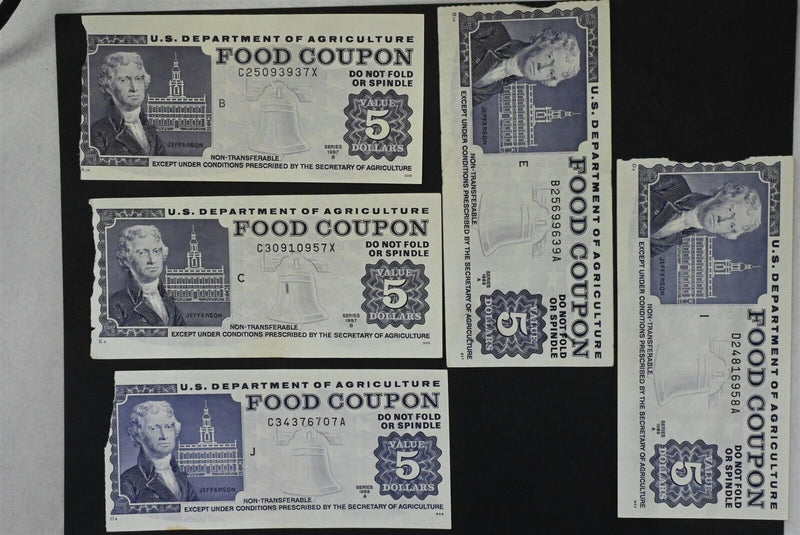 U.S. DEPARTMENT OF AGRICULTURE
FOOD COUPON
C25093937X
DO NOT FOLD
OR SPINDLE
B
VALUE
5
DOLLARS
JEFFERSON
SERIES
1997
B
NON-TRANSFERABLE
EXCEPT UNDER CONDITIONS PRESCRIBED BY THE SECRETARY OF AGRICULTURE
U.S. DEPARTMENT OF AGRICULTURE
FOOD COUPON
C30910957X
DO NOT FOLD
OR SPINDLE
C
VALUE
5
DOLLARS
JEFFERSON
SERIES
1997
B
NON-TRANSFERABLE
EXCEPT UNDER CONDITIONS PRESCRIBED BY THE SECRETARY OF AGRICULTURE
U.S. DEPARTMENT OF AGRICULTURE
FOOD COUPON
C34376707A
DO NOT FOLD
OR SPINDLE
J
VALUE
5
DOLLARS
JEFFERSON
SERIES
1989
A
NON-TRANSFERABLE
EXCEPT UNDER CONDITIONS PRESCRIBED BY THE SECRETARY OF AGRICULTURE
U.S. DEPARTMENT OF AGRICULTURE
FOOD COUPON
B25699639A
DO NOT FOLD
OR SPINDLE
E
VALUE
5
DOLLARS
JEFFERSON
SERIES
1989
A
NON-TRANSFERABLE
EXCEPT UNDER CONDITIONS PRESCRIBED BY THE SECRETARY OF AGRICULTURE
U.S. DEPARTMENT OF AGRICULTURE
FOOD COUPON
D24816958A
DO NOT FOLD
OR SPINDLE
I
VALUE
5
DOLLARS
JEFFERSON
SERIES
1989
A
NON-TRANSFERABLE
EXCEPT UNDER CONDITIONS PRESCRIBED BY THE SECRETARY OF AGRICULTURE